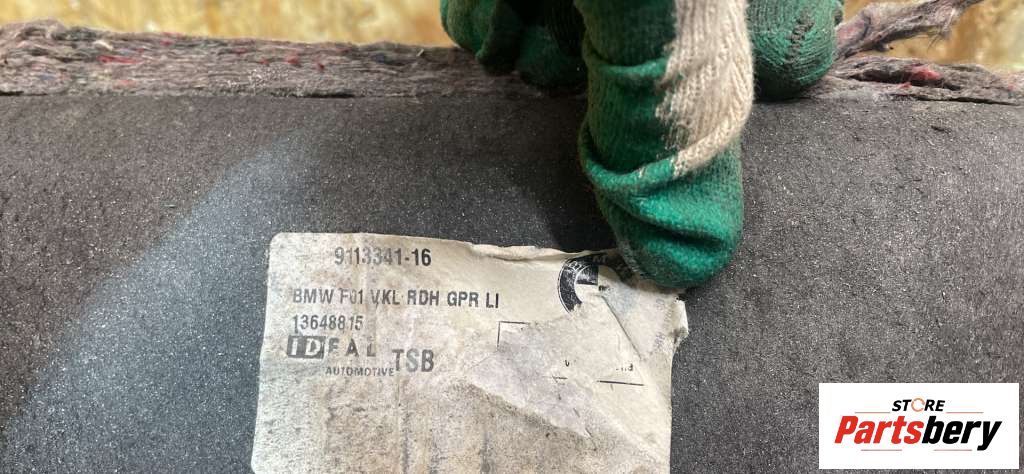 9113341-16
BMW F01 VKL RDH GPR LI
13648815
IDEAL
AUTOMOTIVE TSB
STORE
Partsbery